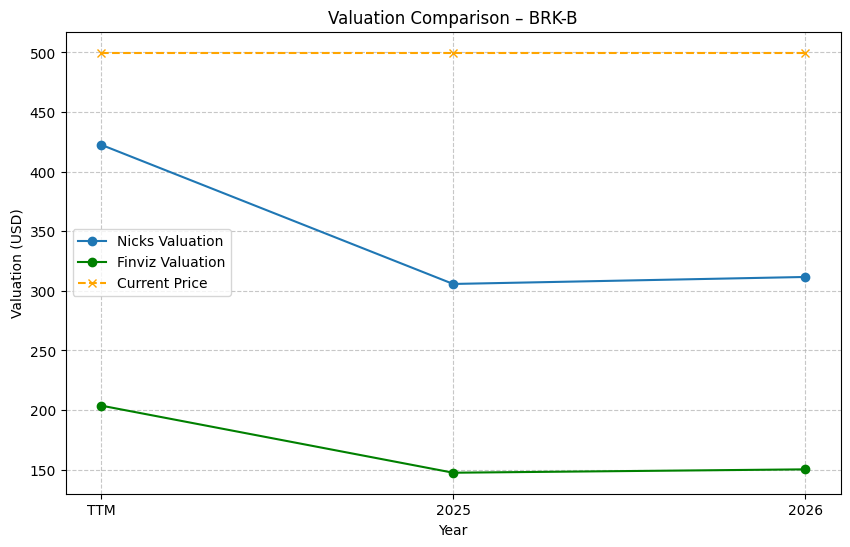 Valuation Comparison – BRK-B
Valuation (USD)
500
450
400
350
300
250
200
150
Nicks Valuation
Finviz Valuation
Current Price
TTM
2025
2026
Year